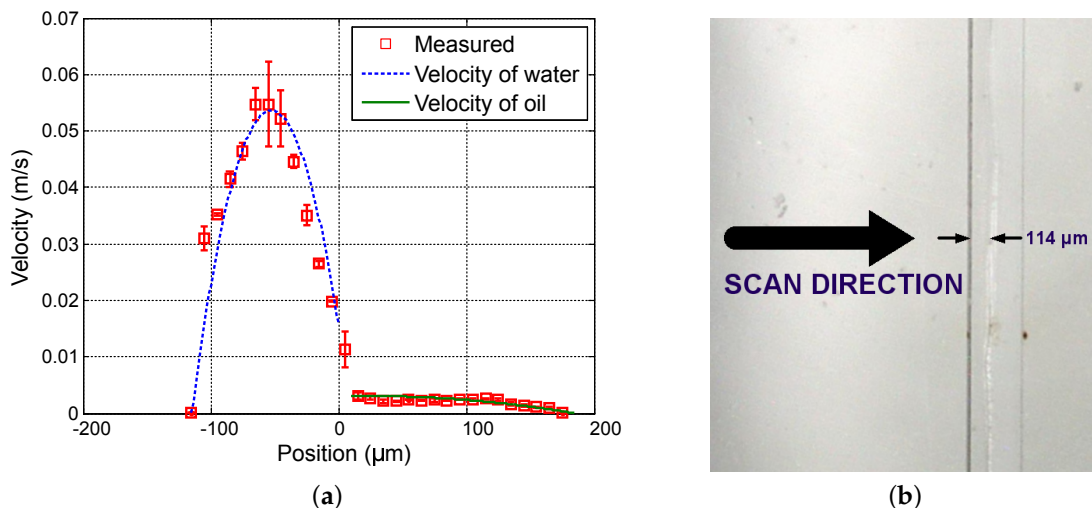 0.07
0.06
0.05
0.04
0.03
0.02
0.01
0
-200
-100
0
100
200
Velocity (m/s)
Position (µm)
Measured
Velocity of water
Velocity of oil
(a)
SCAN DIRECTION
114 µm
(b)